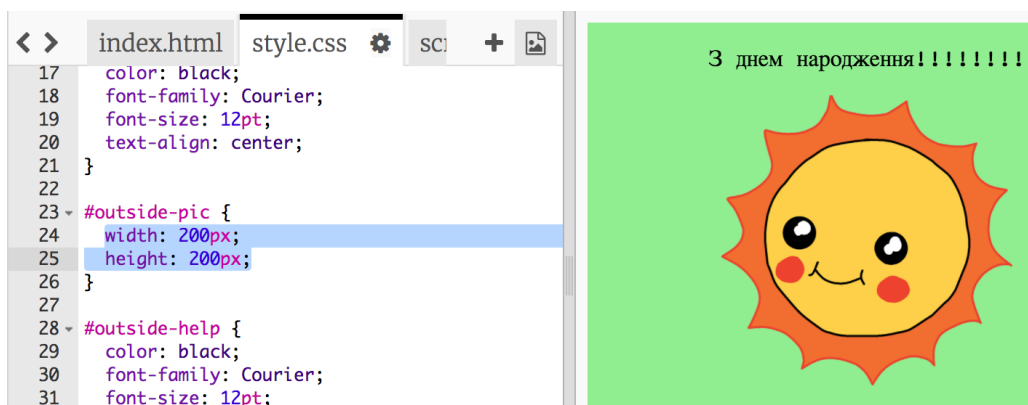 index.html style.css
17 color: black;
18 font-family: Courier;
19 font-size: 12pt;
20 text-align: center;
21 }
22
23 #outside-pic {
24 width: 200px;
25 height: 200px;
26 }
27
28 #outside-help {
29 color: black;
30 font-family: Courier;
31 font-size: 12pt;
З днем народження!!!!!!!!